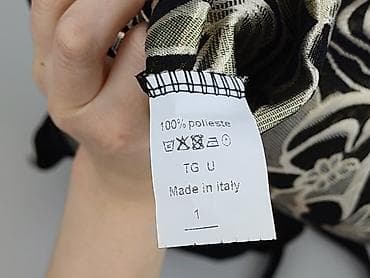 100% polieste
TG U
Made in italy
1